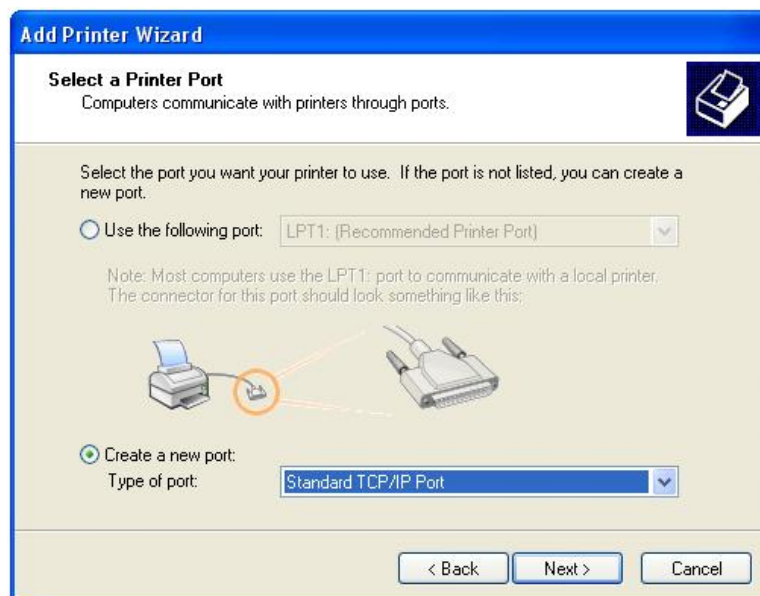 Add Printer Wizard
Select a Printer Port
Computers communicate with printers through ports.
Select the port you want your printer to use.  If the port is not listed, you can create a
new port.
Use the following port: LPT1: (Recommended Printer Port)
Note: Most computers use the LPT1: port to communicate with a local printer.
The connector for this port should look something like this:
Create a new port:
Type of port: Standard TCP/IP Port
< Back Next > Cancel